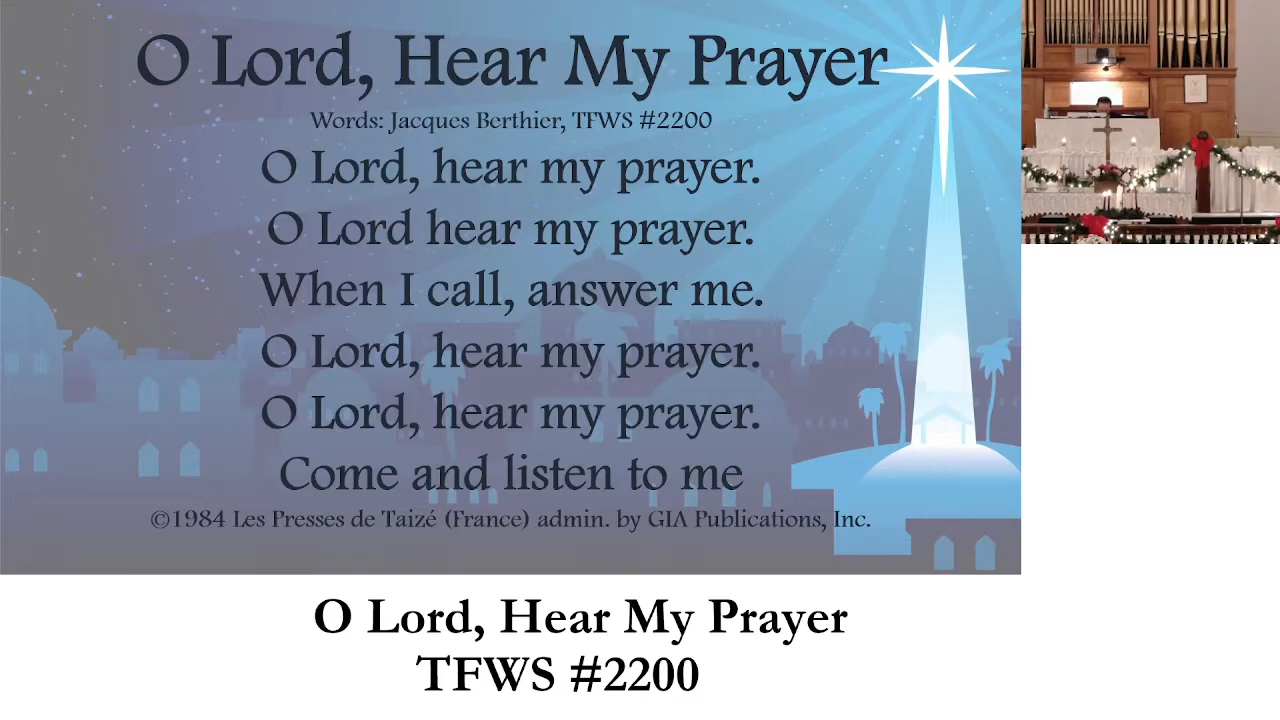 O Lord, Hear My Prayer
Words: Jacques Berthier, TFWS #2200
O Lord, hear my prayer.
O Lord hear my prayer.
When I call, answer me.
O Lord, hear my prayer.
O Lord, hear my prayer.
Come and listen to me
©1984 Les Presses de Taizé (France) admin. by GIA Publications, Inc.
O Lord, Hear My Prayer
TFWS #2200